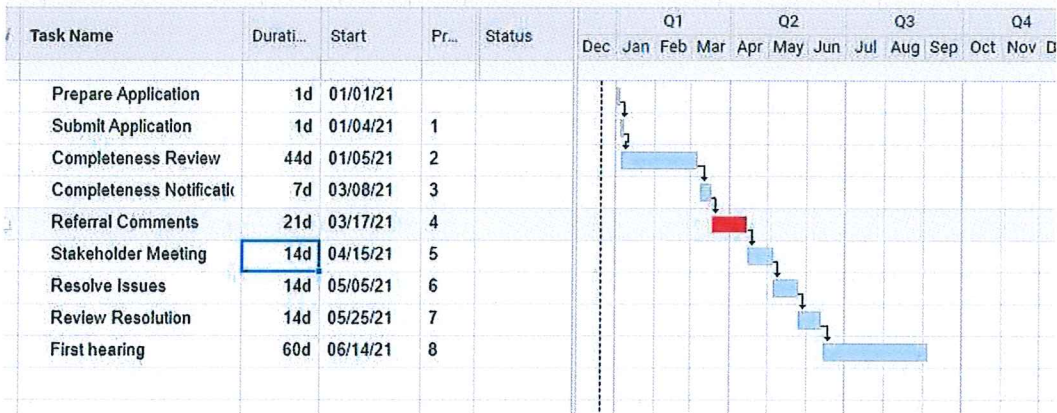 Q1 Q2 Q3 Q4
Task Name Durati... Start Pr... Status Dec Jan Feb Mar Apr May Jun Jul Aug Sep Oct Nov D
Prepare Application 1d 01/01/21
Submit Application 1d 01/04/21 1
Completeness Review 44d 01/05/21 2
Completeness Notificatic 7d 03/08/21 3
Referral Comments 21d 03/17/21 4
Stakeholder Meeting 14d 04/15/21 5
Resolve Issues 14d 05/05/21 6
Review Resolution 14d 05/25/21 7
First hearing 60d 06/14/21 8